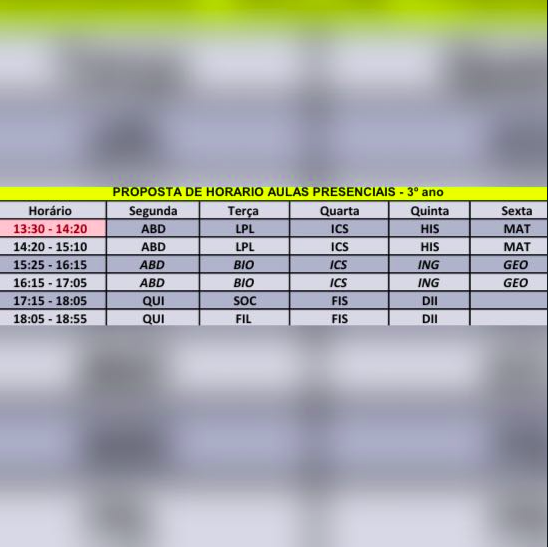 PROPOSTA DE HORARIO AULAS PRESENCIAIS - 3º ano
Horário Segunda Terça Quarta Quinta Sexta
13:30 - 14:20 ABD LPL ICS HIS MAT
14:20 - 15:10 ABD LPL ICS HIS MAT
15:25 - 16:15 ABD BIO ICS ING GEO
16:15 - 17:05 ABD BIO ICS ING GEO
17:15 - 18:05 QUI SOC FIS DII
18:05 - 18:55 QUI FIL FIS DII